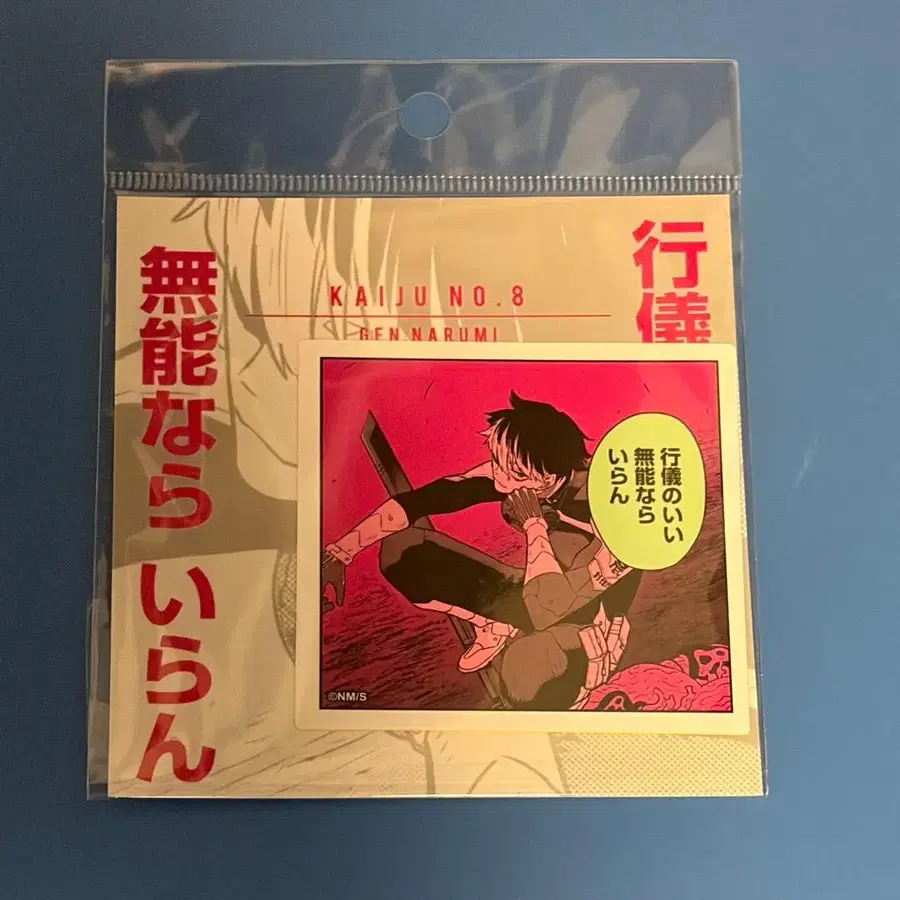 行儀
無能なら いらん
KAIJU NO.8
GEN NARUMI
行儀のいい
無能なら
いらん
©NM/S